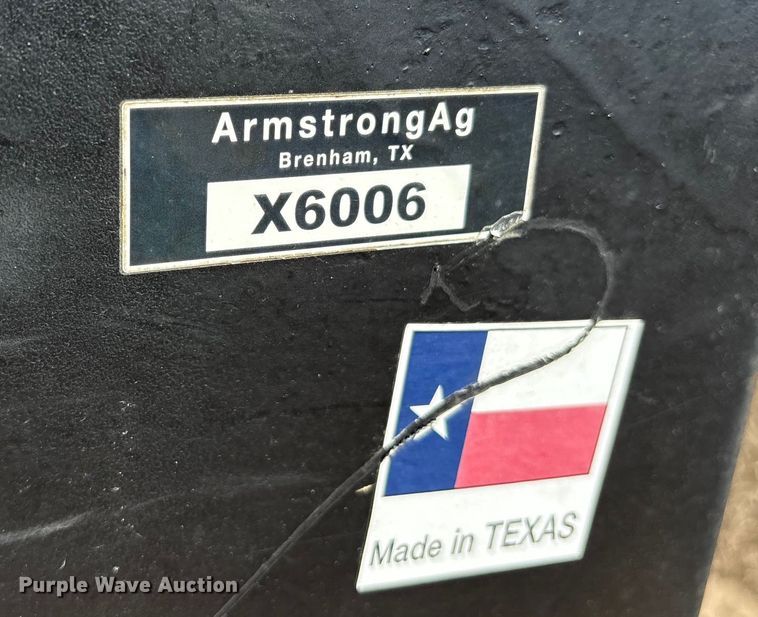 ArmstrongAg
Brenham, TX
X6006
Made in TEXAS
Purple Wave Auction